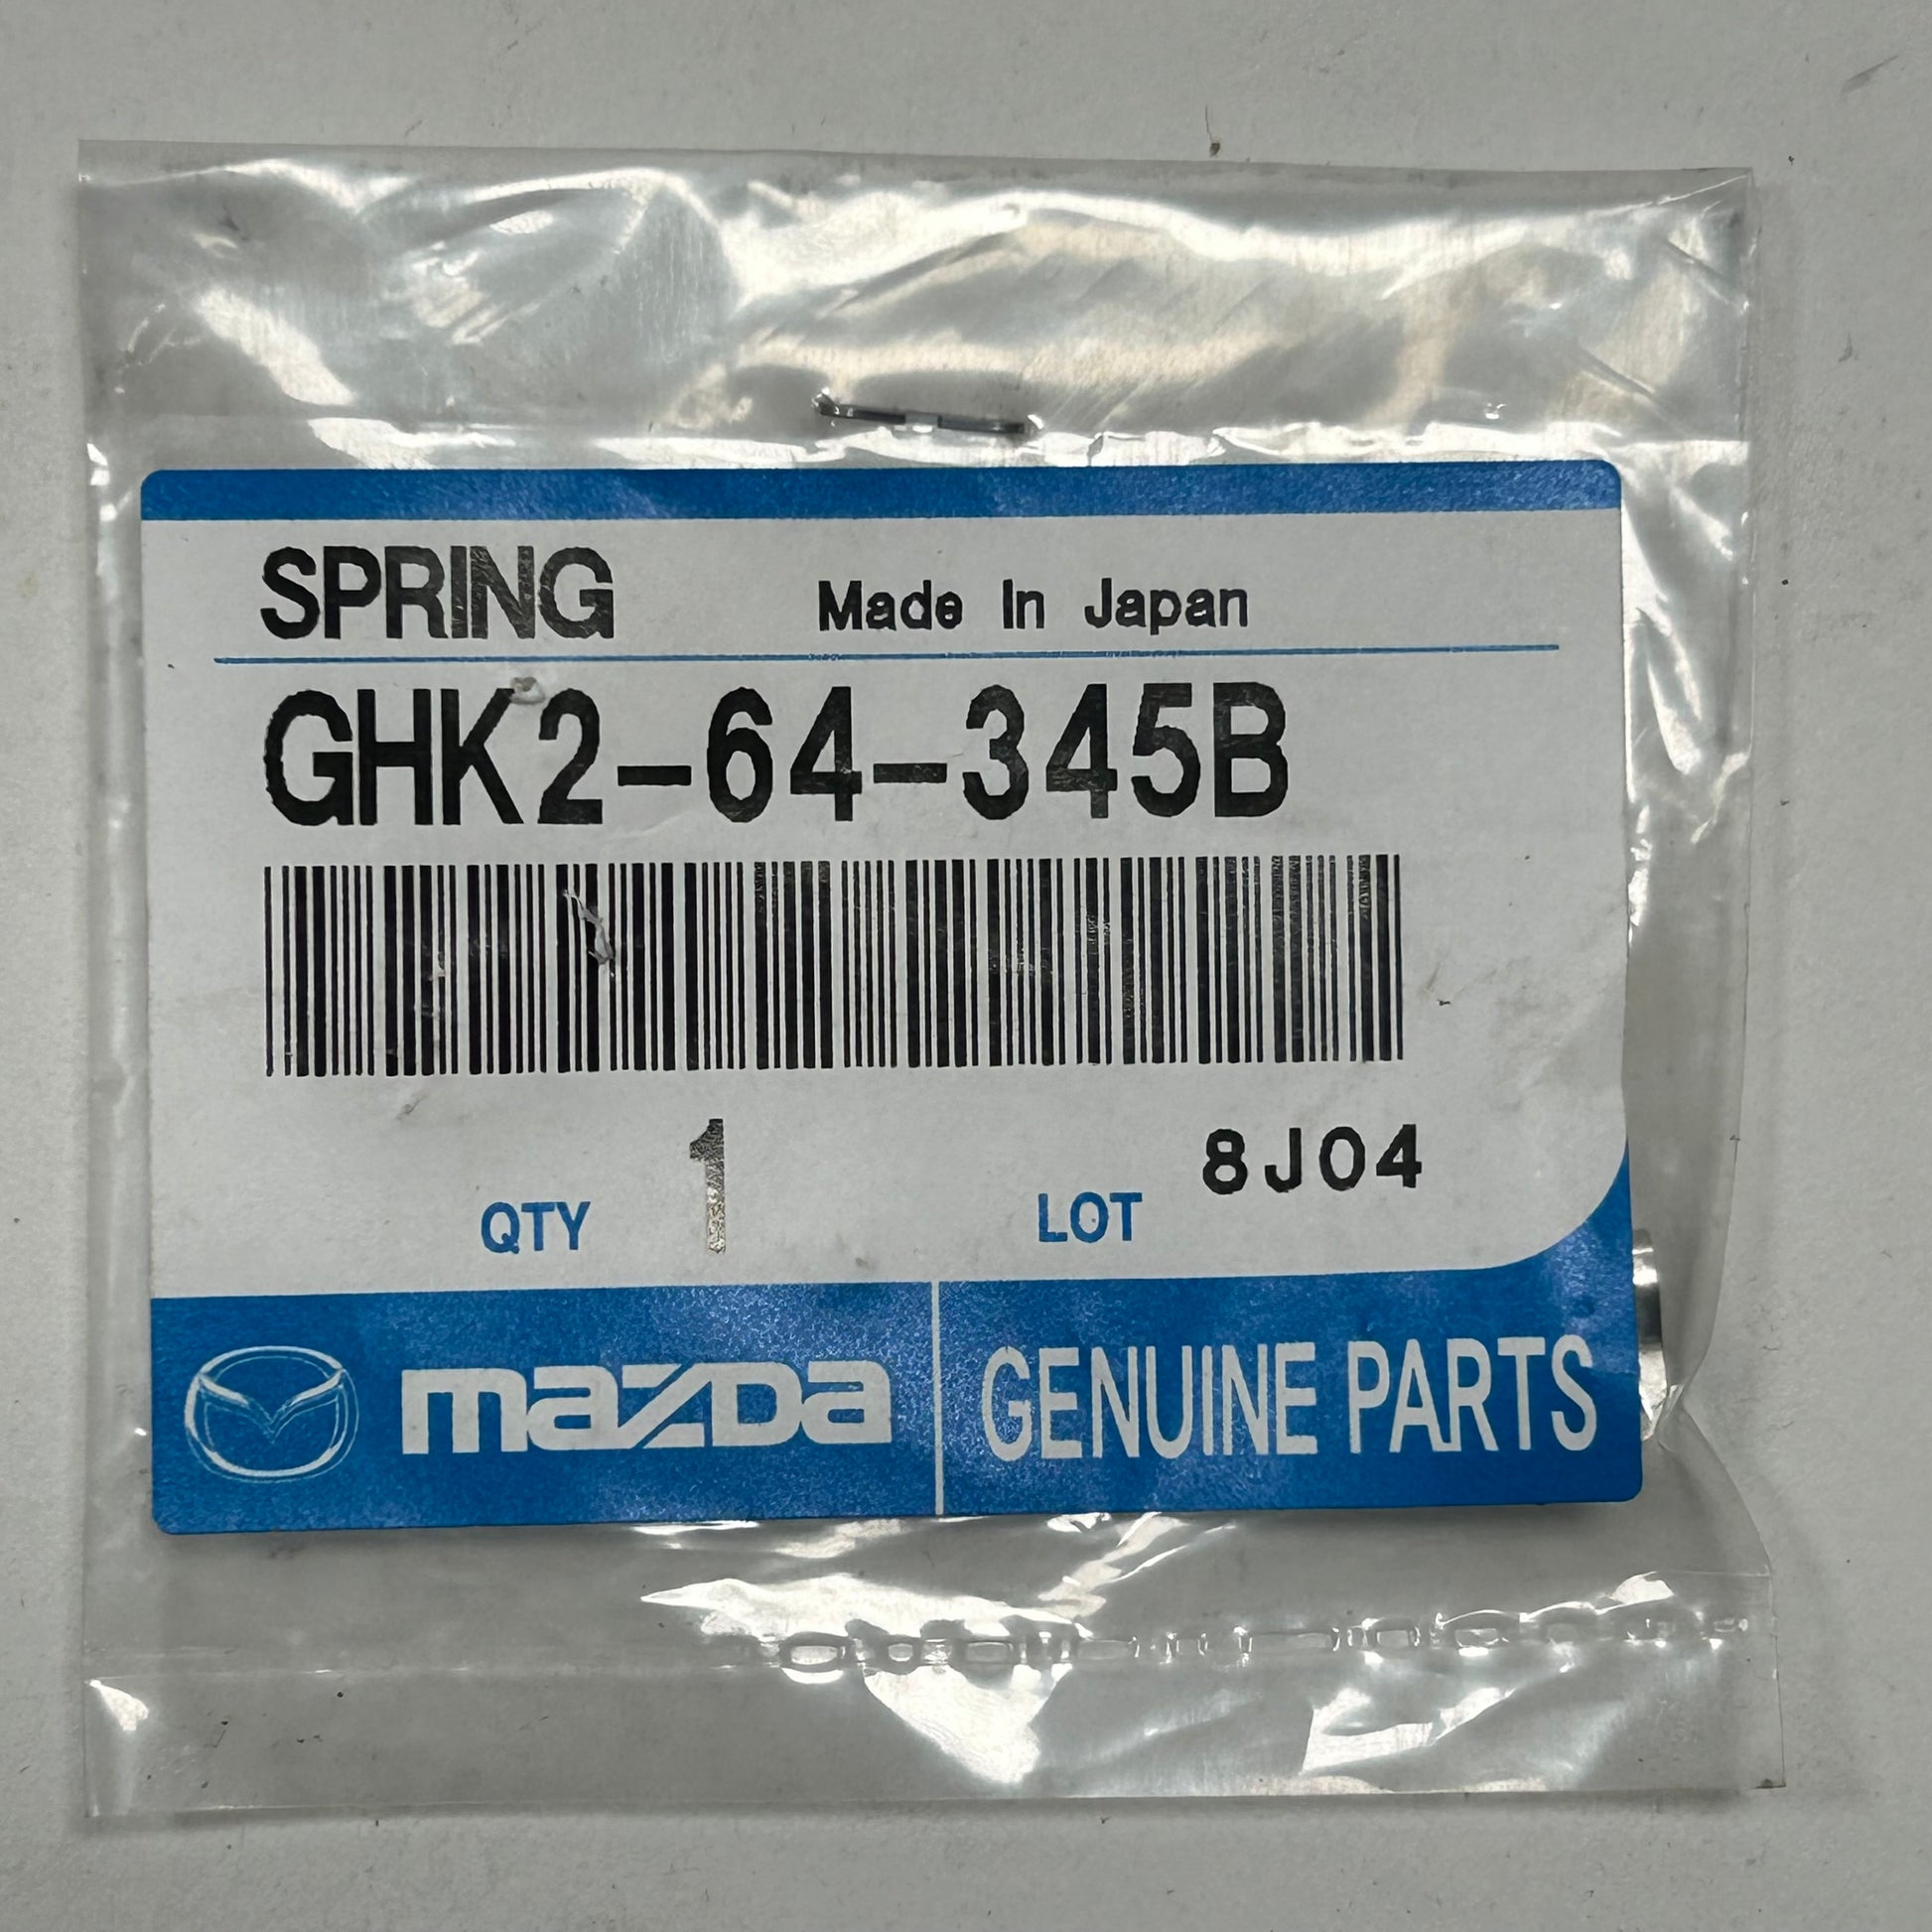 SPRING Made In Japan
GHK2-64-345B
QTY 1 LOT 8J04
mazda GENUINE PARTS